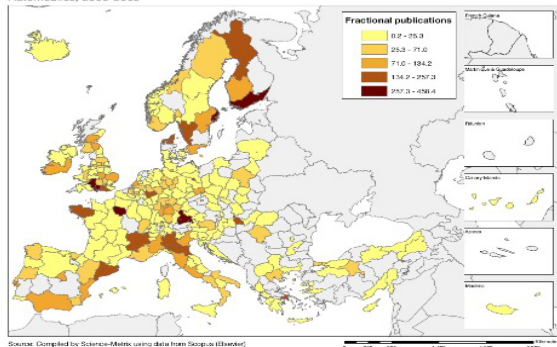 Fractional publications
0.2 - 25.3
25.3 - 71.0
71.0 - 134.2
134.2 - 257.3
257.3 - 456.4
French Guiana
Martinique & Guadeloupe
Réunion
Canary Islands
Azores
Madeira
Source: Compiled by Science-Metrix using data from Scopus (Elsevier)